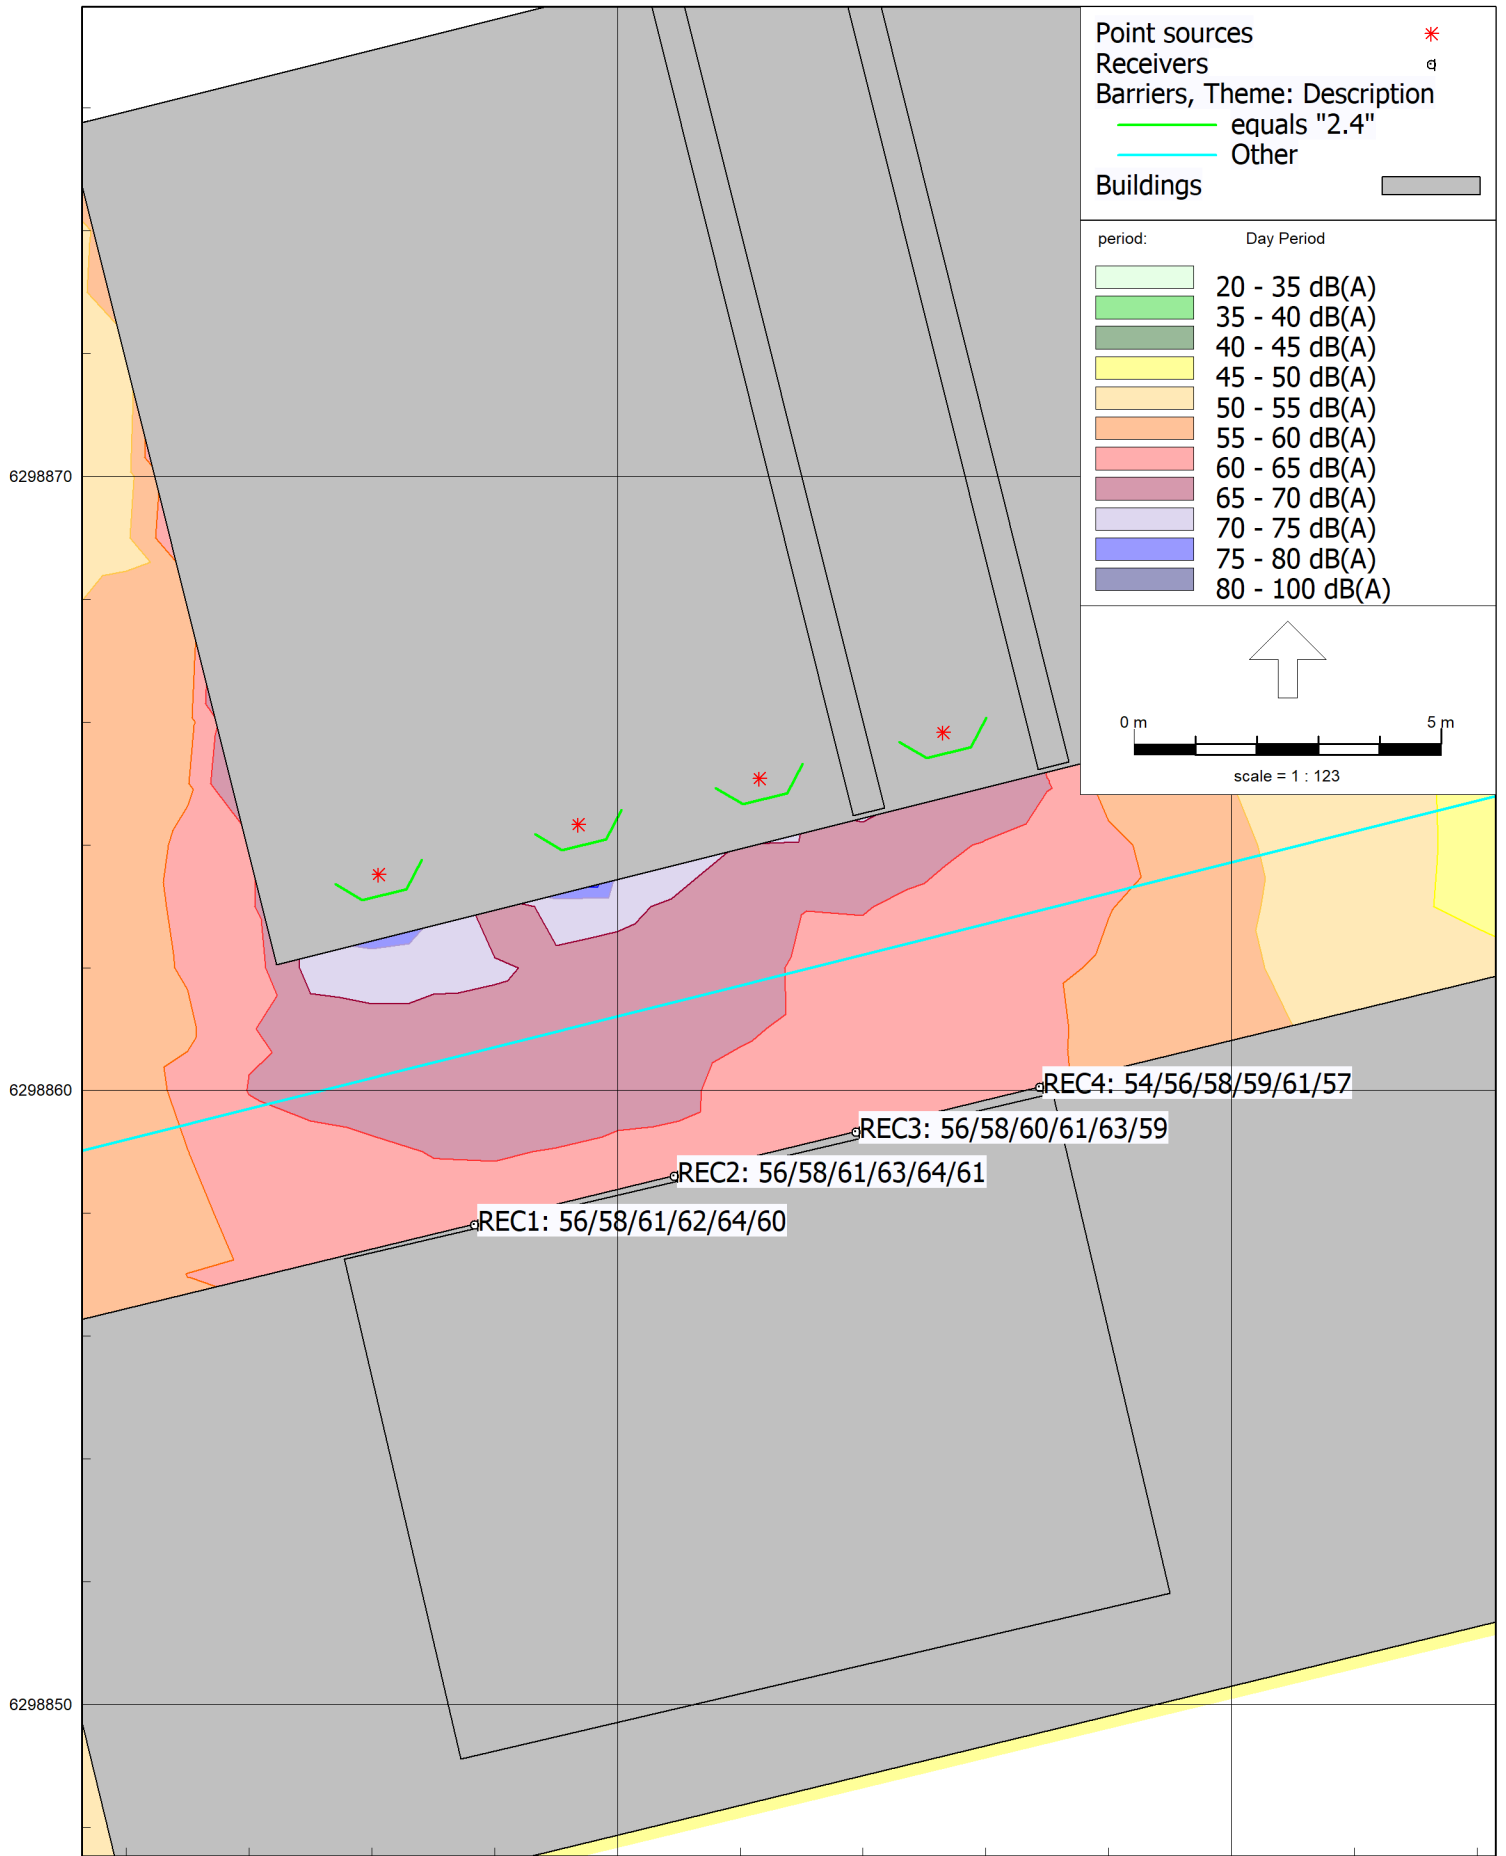 Point sources
Receivers
Barriers, Theme: Description
equals "2.4"
Other
Buildings
period: Day Period
20 - 35 dB(A)
35 - 40 dB(A)
40 - 45 dB(A)
45 - 50 dB(A)
50 - 55 dB(A)
55 - 60 dB(A)
60 - 65 dB(A)
65 - 70 dB(A)
70 - 75 dB(A)
75 - 80 dB(A)
80 - 100 dB(A)
0 m 5 m
scale = 1 : 123
6298870
6298860
REC4: 54/56/58/59/61/57
REC3: 56/58/60/61/63/59
REC2: 56/58/61/63/64/61
REC1: 56/58/61/62/64/60
6298850